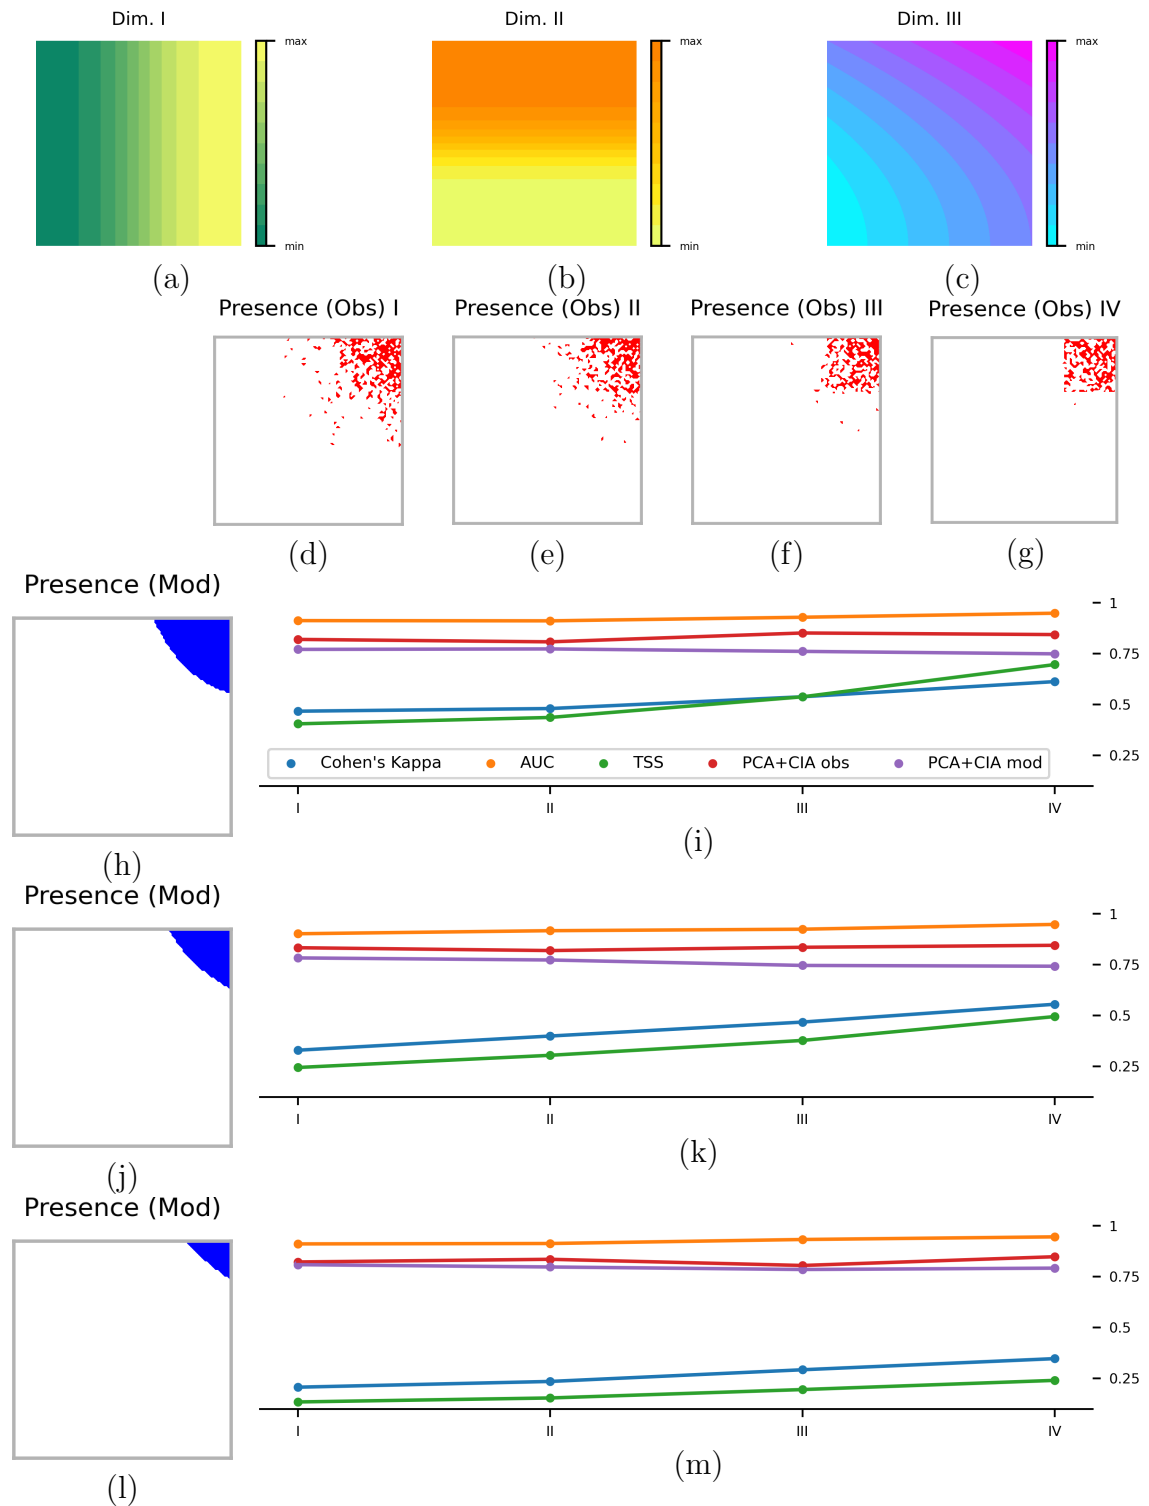 Dim. I
Dim. II
Dim. III
max
max
max
min
min
min
(a)
(b)
(c)
Presence (Obs) I
Presence (Obs) II
Presence (Obs) III
Presence (Obs) IV
(d)
(e)
(f)
(g)
Presence (Mod)
1
0.75
0.5
0.25
Cohen's Kappa
AUC
TSS
PCA+CIA obs
PCA+CIA mod
I
II
III
IV
(h)
(i)
Presence (Mod)
1
0.75
0.5
0.25
I
II
III
IV
(j)
(k)
Presence (Mod)
1
0.75
0.5
0.25
I
II
III
IV
(l)
(m)